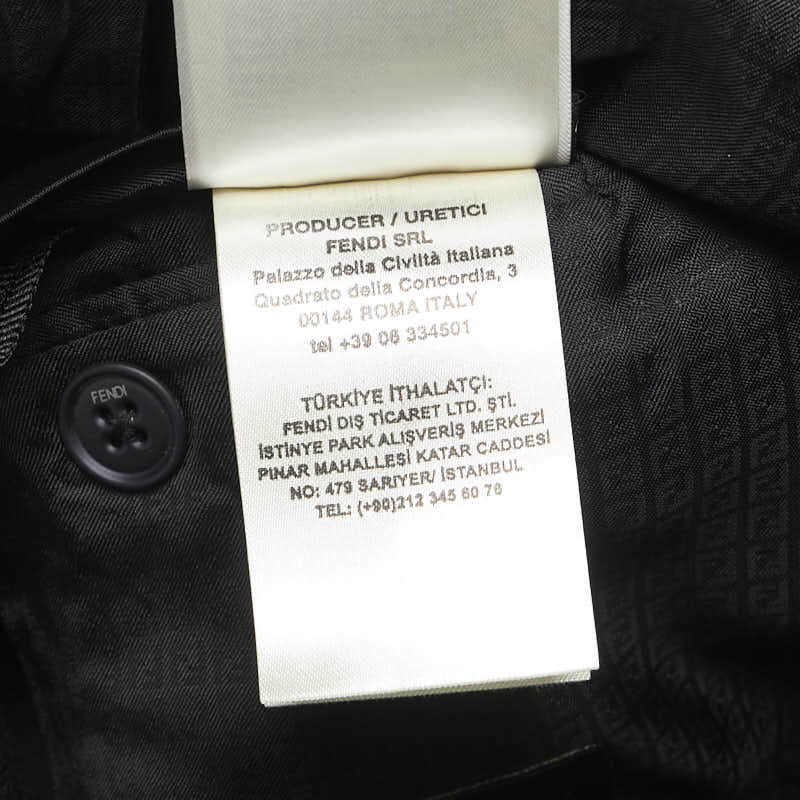 PRODUCER / URETICI
FENDI SRL
Palazzo della Civiltà Italiana
Quadrato della Concordia, 3
00144 ROMA ITALY
tel +39 06 334501
TÜRKİYE İTHALATÇI:
FENDİ DIŞ TİCARET LTD. ŞTİ.
İSTİNYE PARK ALIŞVERİŞ MERKEZİ
PINAR MAHALLESİ KATAR CADDESİ
NO: 479 SARIYER/ İSTANBUL
TEL: (+90)212 345 60 76
FENDI